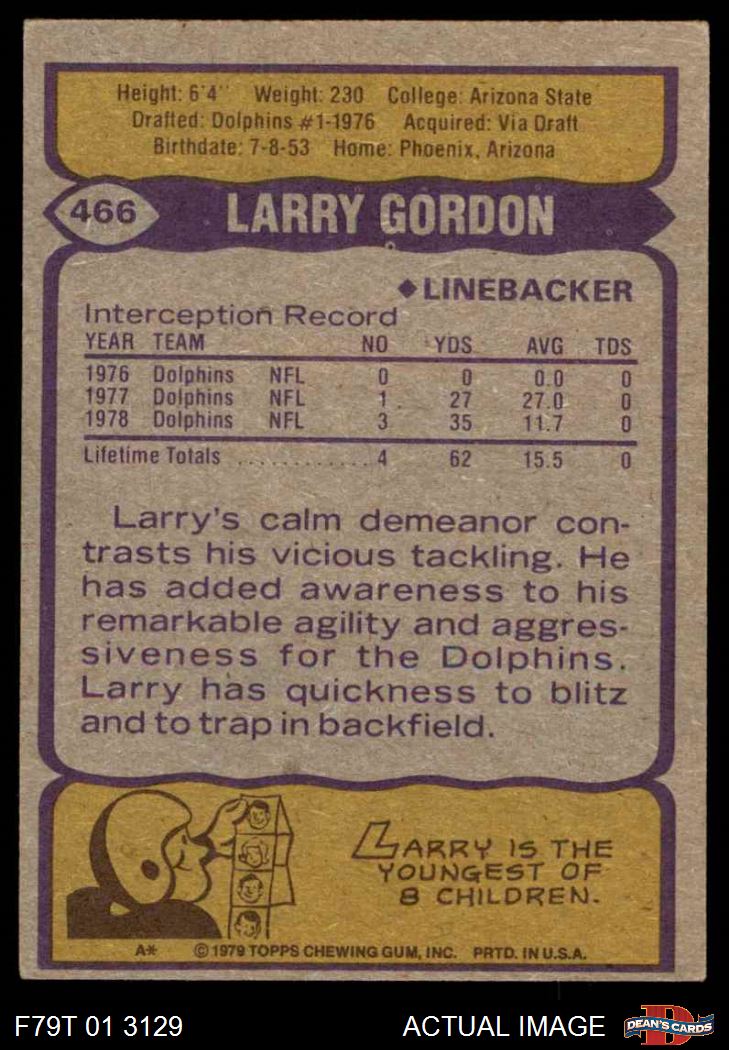 Height: 6'4" Weight: 230 College: Arizona State
Drafted: Dolphins #1-1976 Acquired: Via Draft
Birthdate: 7-8-53 Home: Phoenix, Arizona
466 LARRY GORDON
◆LINEBACKER
Interception Record
YEAR TEAM NO YDS AVG TDS
1976 Dolphins NFL 0 0 0.0 0
1977 Dolphins NFL 1 27 27.0 0
1978 Dolphins NFL 3 35 11.7 0
Lifetime Totals ............ 4 62 15.5 0
Larry's calm demeanor con-
trasts his vicious tackling. He
has added awareness to his
remarkable agility and aggres-
siveness for the Dolphins.
Larry has quickness to blitz
and to trap in backfield.
LARRY IS THE
YOUNGEST OF
8 CHILDREN.
A* © 1979 TOPPS CHEWING GUM, INC. PRTD. IN U.S.A.
F79T 01 3129 ACTUAL IMAGE D DEAN'S CARDS